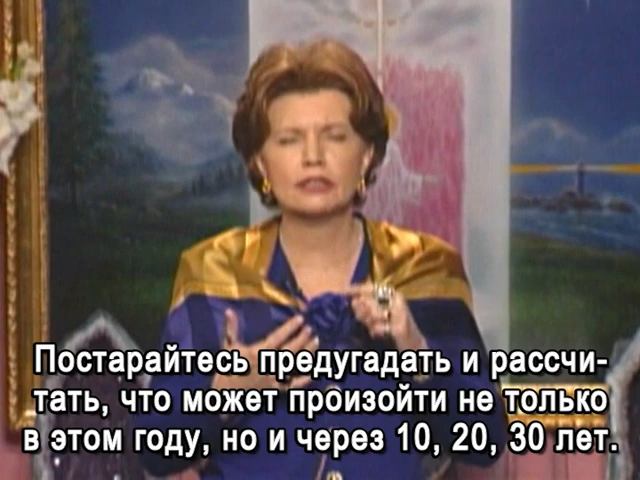 Постарайтесь предугадать и рассчи-
тать, что может произойти не только
в этом году, но и через 10, 20, 30 лет.